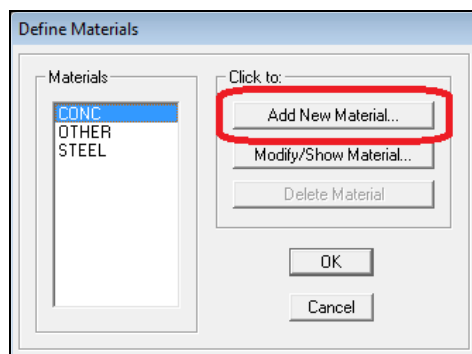 Define Materials
Materials
CONC
OTHER
STEEL
Click to:
Add New Material...
Modify/Show Material...
Delete Material
OK
Cancel